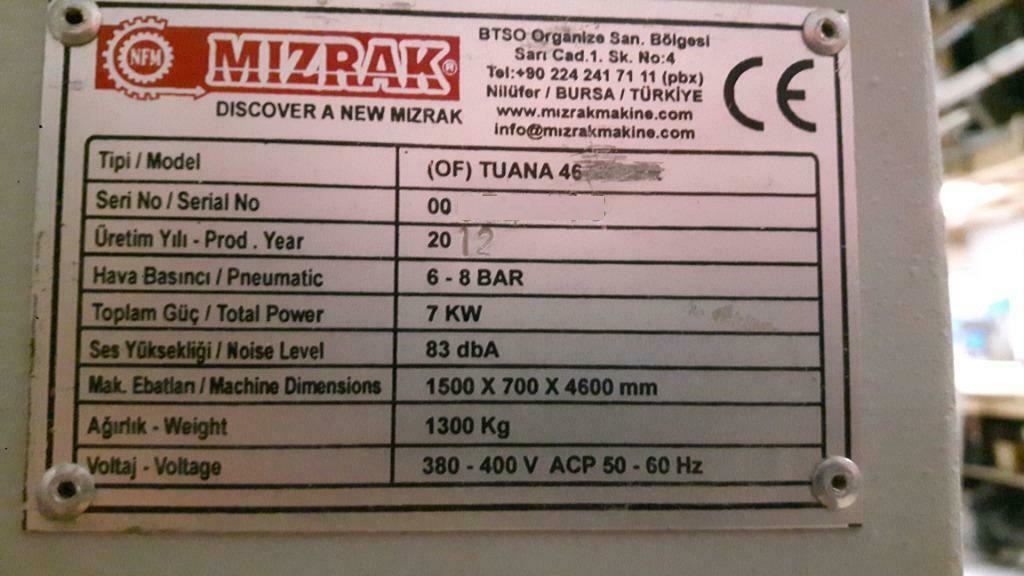 NFM
MIZRAK®
DISCOVER A NEW MIZRAK
BTSO Organize San. Bölgesi
Sarı Cad.1. Sk. No:4
Tel:+90 224 241 71 11 (pbx)
Nilüfer / BURSA / TÜRKİYE
www.mızrakmakine.com
info@mızrakmakine.com
CE
Tipi / Model (OF) TUANA 46
Seri No / Serial No 00
Üretim Yılı - Prod . Year 20 12
Hava Basıncı / Pneumatic 6 - 8 BAR
Toplam Güç / Total Power 7 KW
Ses Yüksekliği / Noise Level 83 dbA
Mak. Ebatları / Machine Dimensions 1500 X 700 X 4600 mm
Ağırlık - Weight 1300 Kg
Voltaj - Voltage 380 - 400 V ACP 50 - 60 Hz